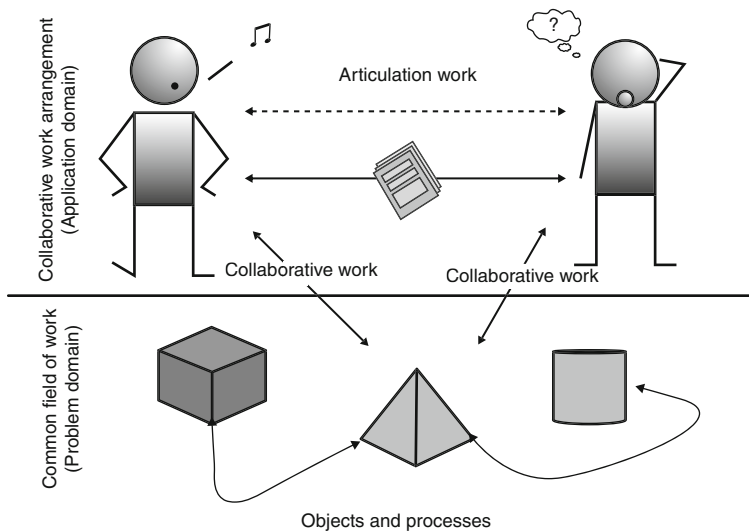 ?
Articulation work
Collaborative work arrangement
(Application domain)
Collaborative work
Collaborative work
Common field of work
(Problem domain)
Objects and processes